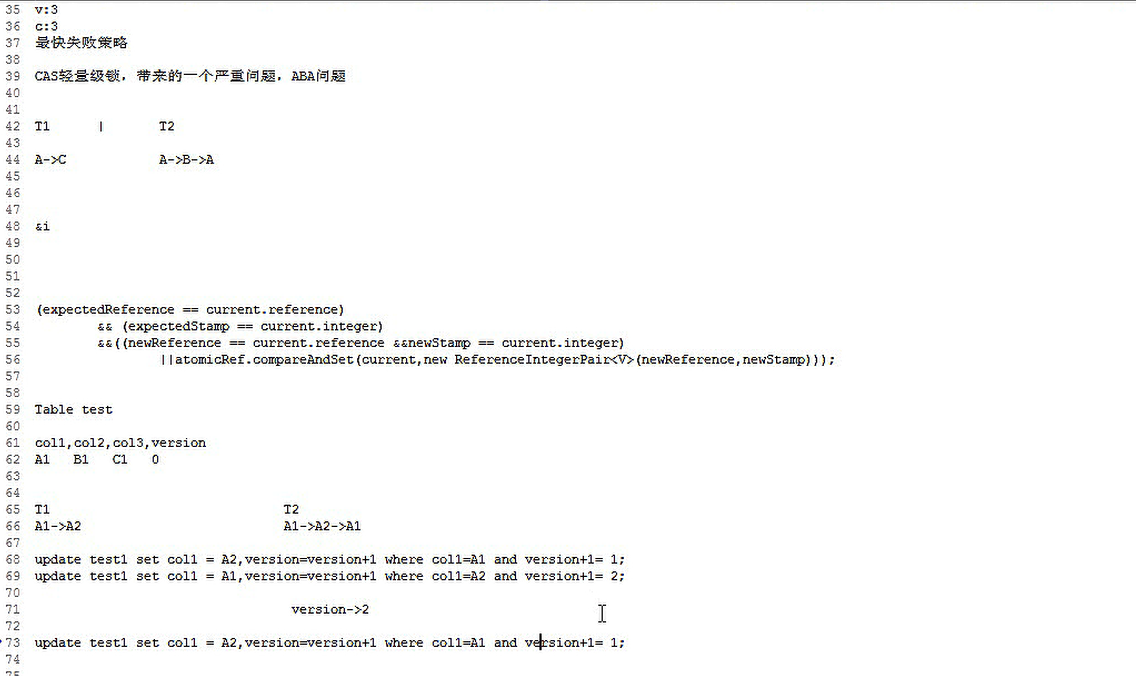 35 v:3
36 c:3
37 最快失败策略
38
39 CAS轻量级锁，带来的一个严重问题，ABA问题
40
41
42 T1 | T2
43
44 A->C A->B->A
45
46
47
48 &i
49
50
51
52
53 (expectedReference == current.reference)
54 && (expectedStamp == current.integer)
55 &&((newReference == current.reference &&newStamp == current.integer)
56 ||atomicRef.compareAndSet(current,new ReferenceIntegerPair<V>(newReference,newStamp)));
57
58
59 Table test
60
61 col1,col2,col3,version
62 A1 B1 C1 0
63
64
65 T1 T2
66 A1->A2 A1->A2->A1
67
68 update test1 set col1 = A2,version=version+1 where col1=A1 and version+1= 1;
69 update test1 set col1 = A1,version=version+1 where col1=A2 and version+1= 2;
70
71 version->2
72
73 update test1 set col1 = A2,version=version+1 where col1=A1 and version+1= 1;
74
75